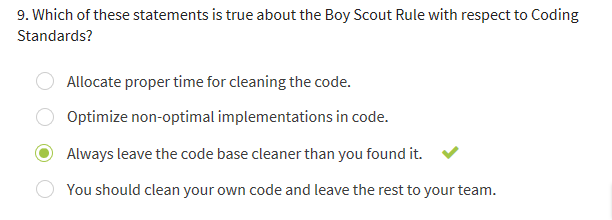 9. Which of these statements is true about the Boy Scout Rule with respect to Coding
Standards?
Allocate proper time for cleaning the code.
Optimize non-optimal implementations in code.
Always leave the code base cleaner than you found it.
You should clean your own code and leave the rest to your team.